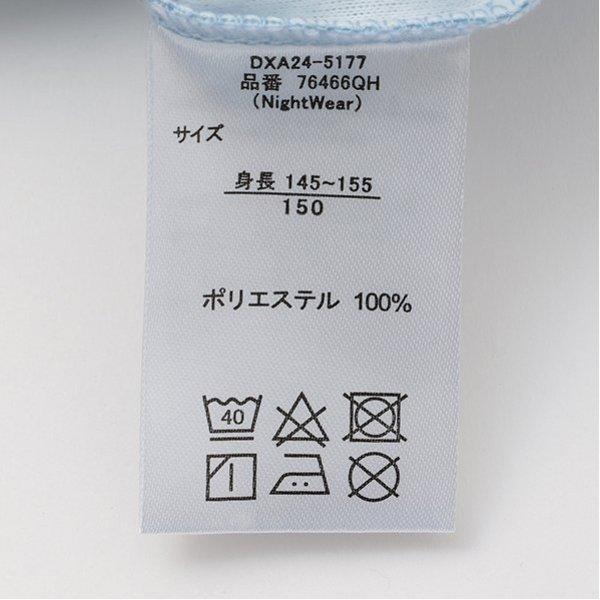 DXA24-5177
品番 76466QH
(NightWear)
サイズ
身長 145~155
150
ポリエステル 100%
40